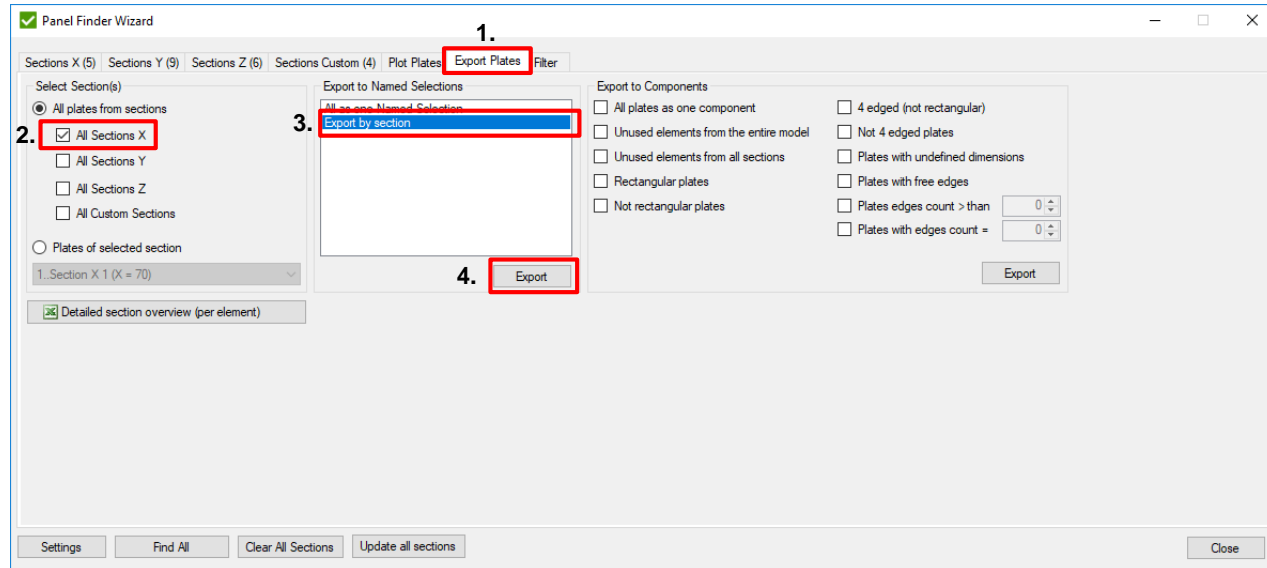 Panel Finder Wizard
1.
Sections X (5) Sections Y (9) Sections Z (6) Sections Custom (4) Plot Plates Export Plates Filter
Select Section(s)
All plates from sections
2.
All Sections X
All Sections Y
All Sections Z
All Custom Sections
Plates of selected section
1..Section X 1 (X = 70)
Detailed section overview (per element)
Export to Named Selections
All as one Named Selection
3.
Export by section
4.
Export
Export to Components
All plates as one component
Unused elements from the entire model
Unused elements from all sections
Rectangular plates
Not rectangular plates
4 edged (not rectangular)
Not 4 edged plates
Plates with undefined dimensions
Plates with free edges
Plates edges count > than 0
Plates with edges count = 0
Export
Settings Find All Clear All Sections Update all sections Close